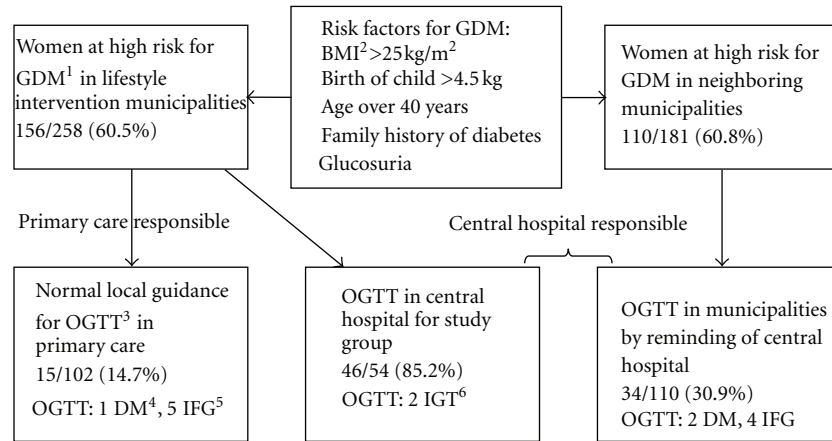 Women at high risk for
GDM¹ in lifestyle
intervention municipalities
156/258 (60.5%)
Risk factors for GDM:
BMI²>25 kg/m²
Birth of child >4.5 kg
Age over 40 years
Family history of diabetes
Glucosuria
Women at high risk for
GDM in neighboring
municipalities
110/181 (60.8%)
Primary care responsible
Central hospital responsible
Normal local guidance
for OGTT³ in
primary care
15/102 (14.7%)
OGTT: 1 DM⁴, 5 IFG⁵
OGTT in central
hospital for study
group
46/54 (85.2%)
OGTT: 2 IGT⁶
OGTT in municipalities
by reminding of central
hospital
34/110 (30.9%)
OGTT: 2 DM, 4 IFG